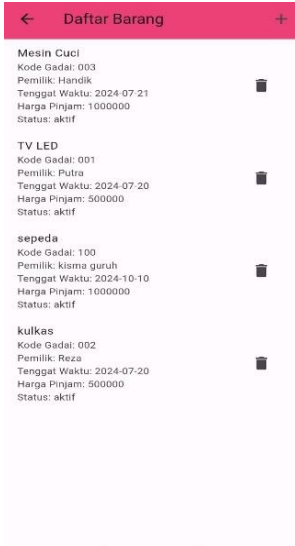 Daftar Barang
Mesin Cuci
Kode Gadai: 003
Pemilik: Handik
Tenggat Waktu: 2024-07-21
Harga Pinjam: 1000000
Status: aktif
TV LED
Kode Gadai: 001
Pemilik: Putra
Tenggat Waktu: 2024-07-20
Harga Pinjam: 500000
Status: aktif
sepeda
Kode Gadai: 100
Pemilik: kisma guruh
Tenggat Waktu: 2024-10-10
Harga Pinjam: 1000000
Status: aktif
kulkas
Kode Gadai: 002
Pemilik: Reza
Tenggat Waktu: 2024-07-20
Harga Pinjam: 500000
Status: aktif